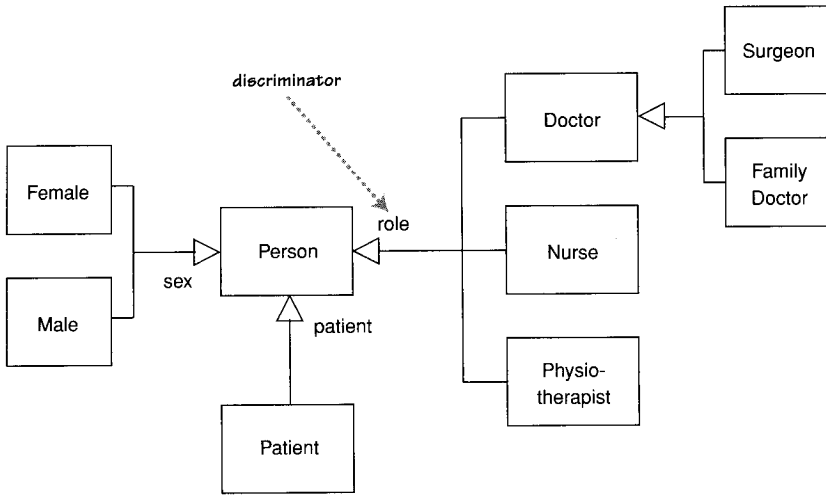 Surgeon
discriminator
Doctor
Female
Family
Doctor
role
Person
Nurse
sex
Male
patient
Physio-
therapist
Patient